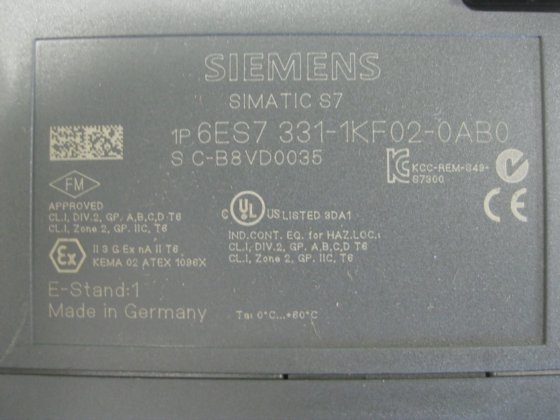 SIEMENS
SIMATIC S7
1P 6ES7 331-1KF02-0AB0
S C-B8VD0035
KCC-REM-S49-
S7300
FM
APPROVED
CL.I, DIV.2, GP. A,B,C,D T6
CL.I, Zone 2, GP. IIC, T6
C UL US LISTED 9DA1
IND.CONT. EQ. for HAZ.LOC.:
CL.I, DIV.2, GP. A,B,C,D T6
CL.I, Zone 2, GP. IIC T6
CE
Ex
II 3 G Ex nA II T6
KEMA 02 ATEX 1096X
E-Stand:1
Made in Germany
Ta: 0°C...+60°C